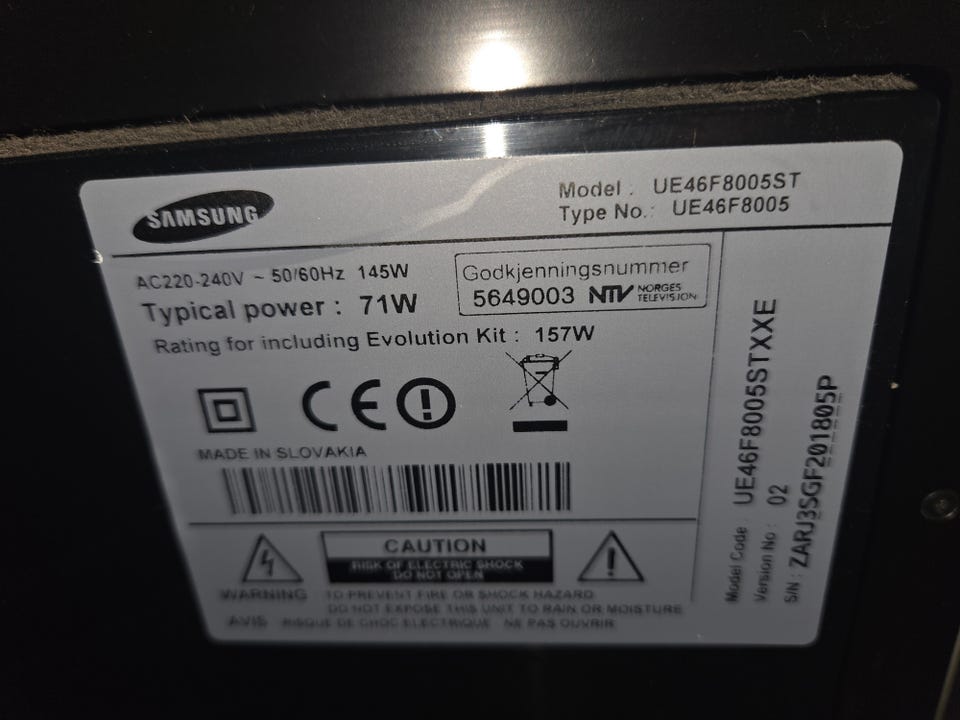 SAMSUNG
Model : UE46F8005ST
Type No.: UE46F8005
AC220-240V ~ 50/60Hz 145W
Typical power : 71W
Rating for including Evolution Kit : 157W
Godkjenningsnummer
5649003 NTV NORGES
TELEVISJON
CE
MADE IN SLOVAKIA
CAUTION
RISK OF ELECTRIC SHOCK
DO NOT OPEN
WARNING TO PREVENT FIRE OR SHOCK HAZARD
DO NOT EXPOSE THIS UNIT TO RAIN OR MOISTURE
AVIS RISQUE DE CHOC ELECTRIQUE NE PAS OUVRIR
Model Code : UE46F8005STXXE
Version No : 02
S/N : ZARJ3SGF201805P